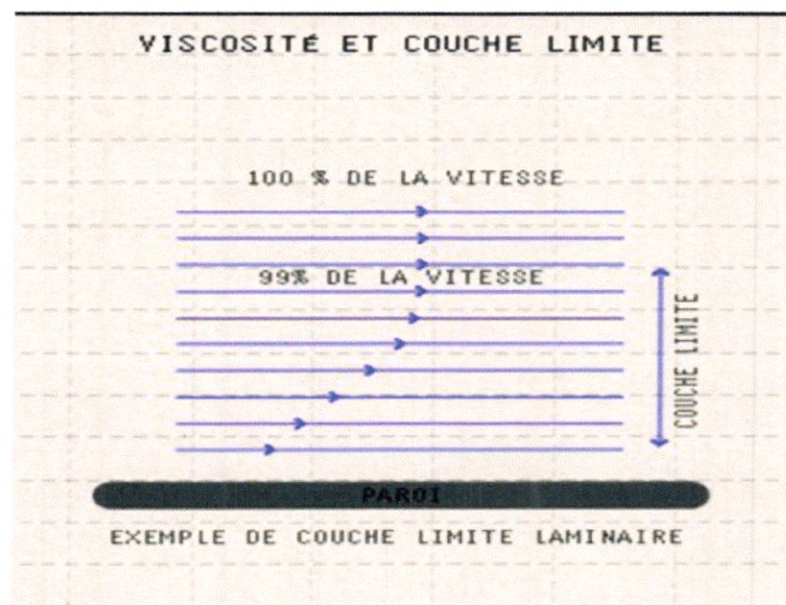 VISCOSITÉ ET COUCHE LIMITE
100 % DE LA VITESSE
99% DE LA VITESSE
COUCHE LIMITE
PAROI
EXEMPLE DE COUCHE LIMITE LAMINAIRE